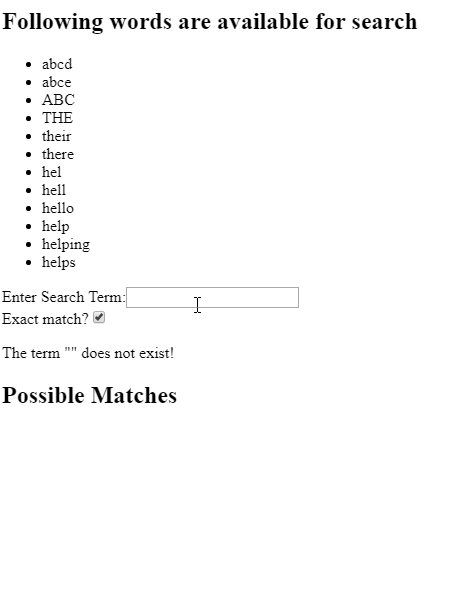 Following words are available for search
abcd
abce
ABC
THE
their
there
hel
hell
hello
help
helping
helps
Enter Search Term:
Exact match?
The term "" does not exist!
Possible Matches